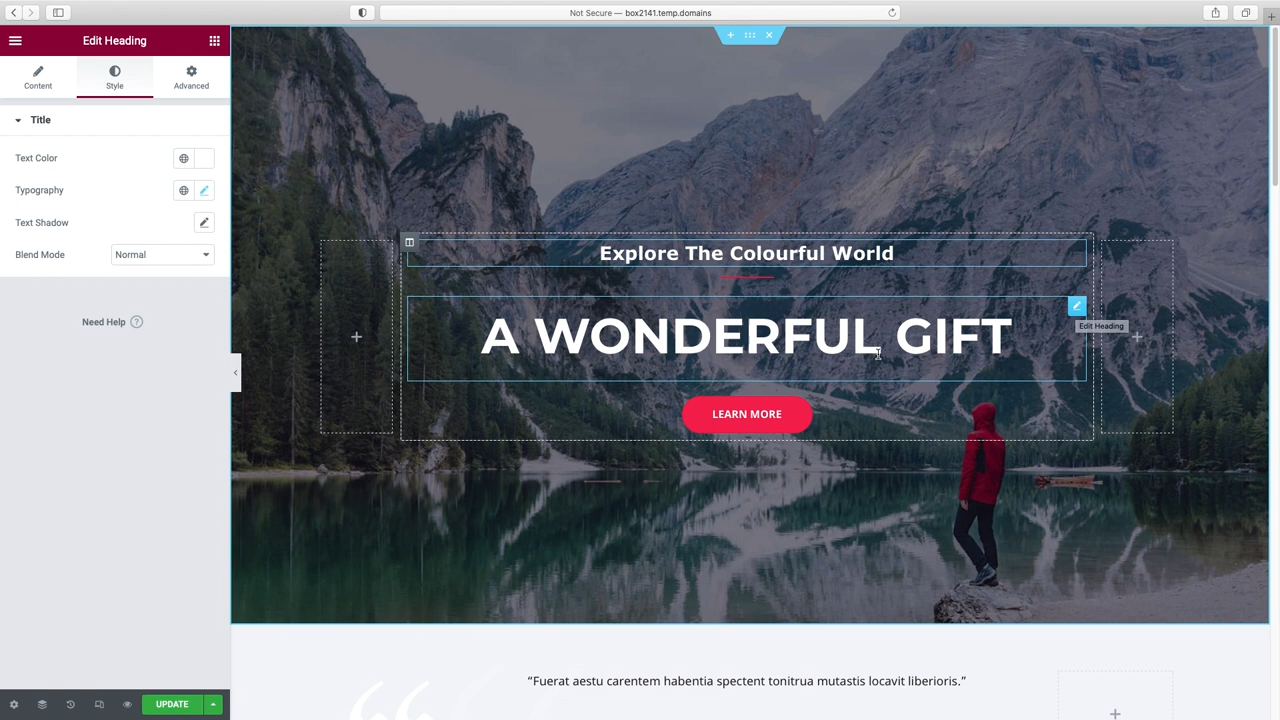 Not Secure — box2141.temp.domains
Edit Heading
Content
Style
Advanced
Title
Text Color
Typography
Text Shadow
Blend Mode
Normal
Need Help ?
Explore The Colourful World
A WONDERFUL GIFT
Edit Heading
LEARN MORE
UPDATE
“Fuerat aestu carentem habentia spectent tonitrua mutastis locavit liberioris.”